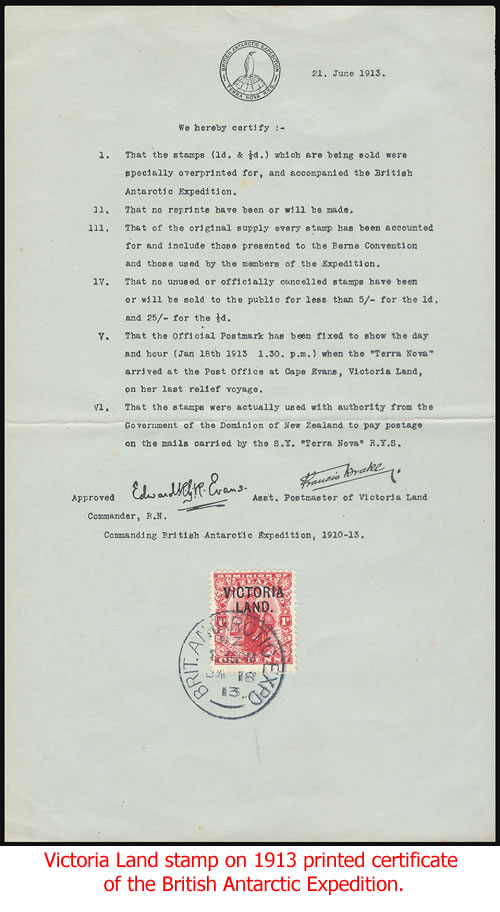 BRITISH ANTARCTIC EXPEDITION
TERRA NOVA R.Y.S.
21. June 1913.
We hereby certify :-
1. That the stamps (1d. & ½d.) which are being sold were
specially overprinted for, and accompanied the British
Antarctic Expedition.
11. That no reprints have been or will be made.
111. That of the original supply every stamp has been accounted
for and include those presented to the Berne Convention
and those used by the members of the Expedition.
1V. That no unused or officially cancelled stamps have been
or will be sold to the public for less than 5/- for the 1d.
and 25/- for the ½d.
V. That the Official Postmark has been fixed to show the day
and hour (Jan 18th 1913 1.30. p.m.) when the "Terra Nova"
arrived at the Post Office at Cape Evans, Victoria Land,
on her last relief voyage.
V1. That the stamps were actually used with authority from the
Government of the Dominion of New Zealand to pay postage
on the mails carried by the S.Y. "Terra Nova" R.Y.S.
Approved Edward R.G.R. Evans. Francis Drake. Asst. Postmaster of Victoria Land
Commander, R.N.
Commanding British Antarctic Expedition, 1910-13.
DOMINION OF
VICTORIA
LAND.
1D 1D
BRIT. ANTARCTIC EXPD
18
13
Victoria Land stamp on 1913 printed certificate
of the British Antarctic Expedition.